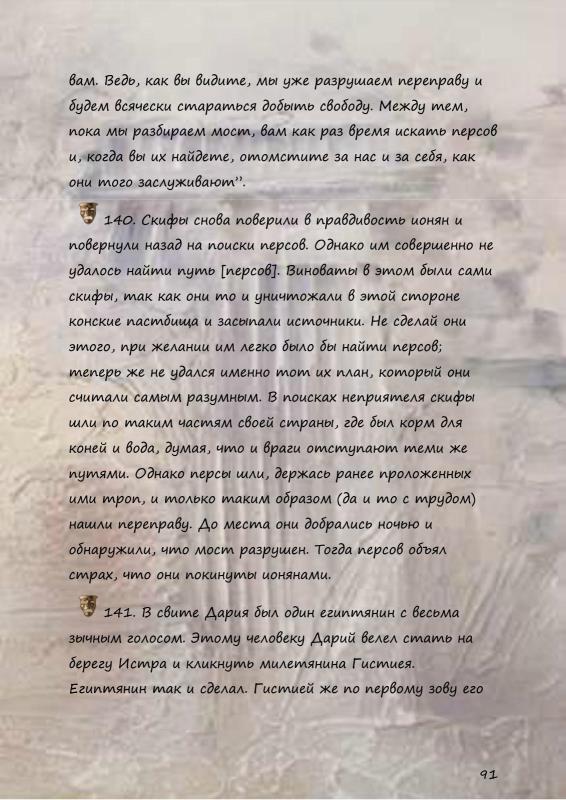 вам. Ведь, как вы видите, мы уже разрушаем переправу и
будем всячески стараться добыть свободу. Между тем,
пока мы разбираем мост, вам как раз время искать персов
и, когда вы их найдете, отомстите за нас и за себя, как
они того заслуживают”.
140. Скифы снова поверили в правдивость ионян и
повернули назад на поиски персов. Однако им совершенно не
удалось найти путь [персов]. Виноваты в этом были сами
скифы, так как они то и уничтожали в этой стороне
конские пастбища и засыпали источники. Не сделай они
этого, при желании им легко было бы найти персов;
теперь же не удался именно тот их план, который они
считали самым разумным. В поисках неприятеля скифы
шли по таким частям своей страны, где был корм для
коней и вода, думая, что и враги отступают теми же
путями. Однако персы шли, держась ранее проложенных
ими троп, и только таким образом (да и то с трудом)
нашли переправу. До места они добрались ночью и
обнаружили, что мост разрушен. Тогда персов объял
страх, что они покинуты ионянами.
141. В свите Дария был один египтянин с весьма
зычным голосом. Этому человеку Дарий велел стать на
берегу Истра и кликнуть милетянина Гистиея.
Египтянин так и сделал. Гистией же по первому зову его
91